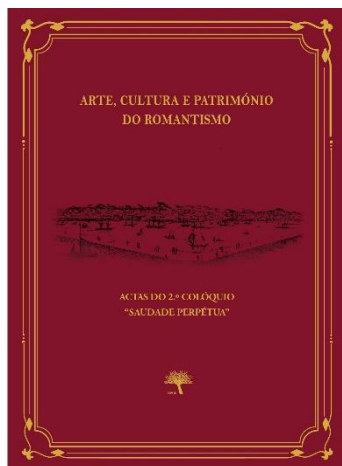 ARTE, CULTURA E PATRIMÓNIO
DO ROMANTISMO
ACTAS DO 2.º COLÓQUIO
“SAUDADE PERPÉTUA”